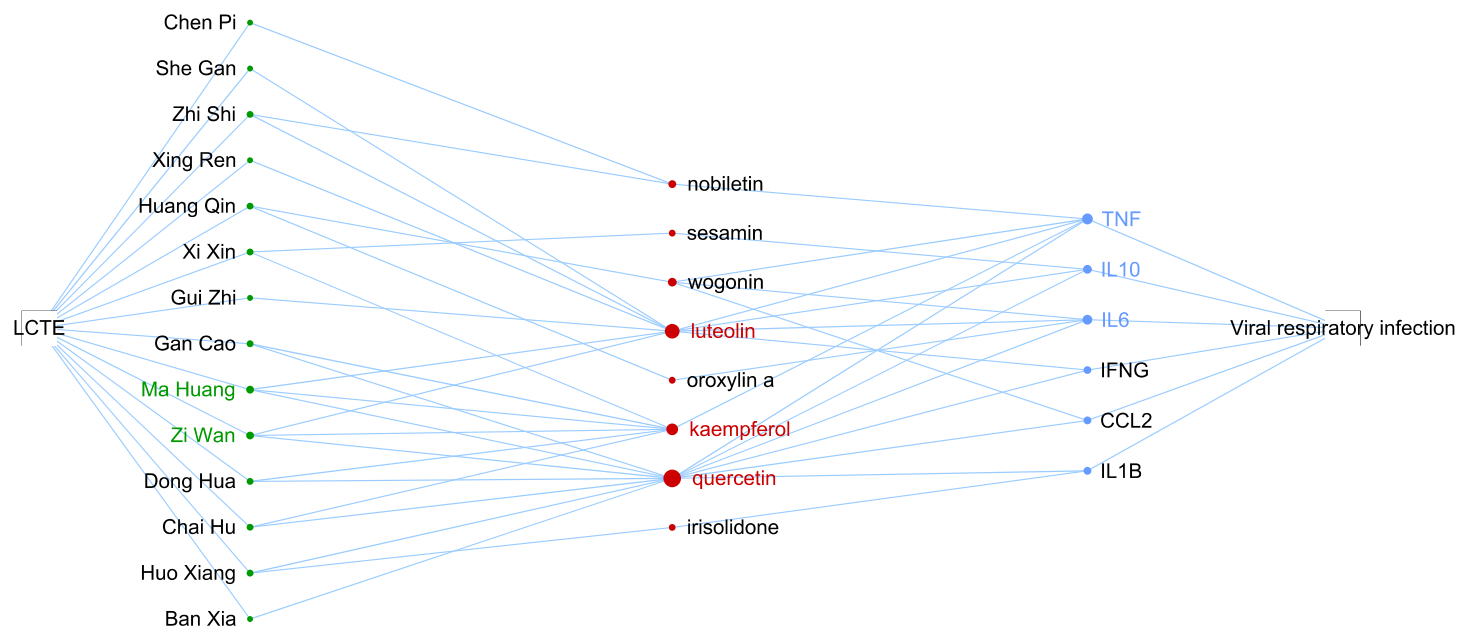 LCTE
Chen Pi
She Gan
Zhi Shi
Xing Ren
Huang Qin
Xi Xin
Gui Zhi
Gan Cao
Ma Huang
Zi Wan
Dong Hua
Chai Hu
Huo Xiang
Ban Xia
nobiletin
sesamin
wogonin
luteolin
oroxylin a
kaempferol
quercetin
irisolidone
TNF
IL10
IL6
IFNG
CCL2
IL1B
Viral respiratory infection